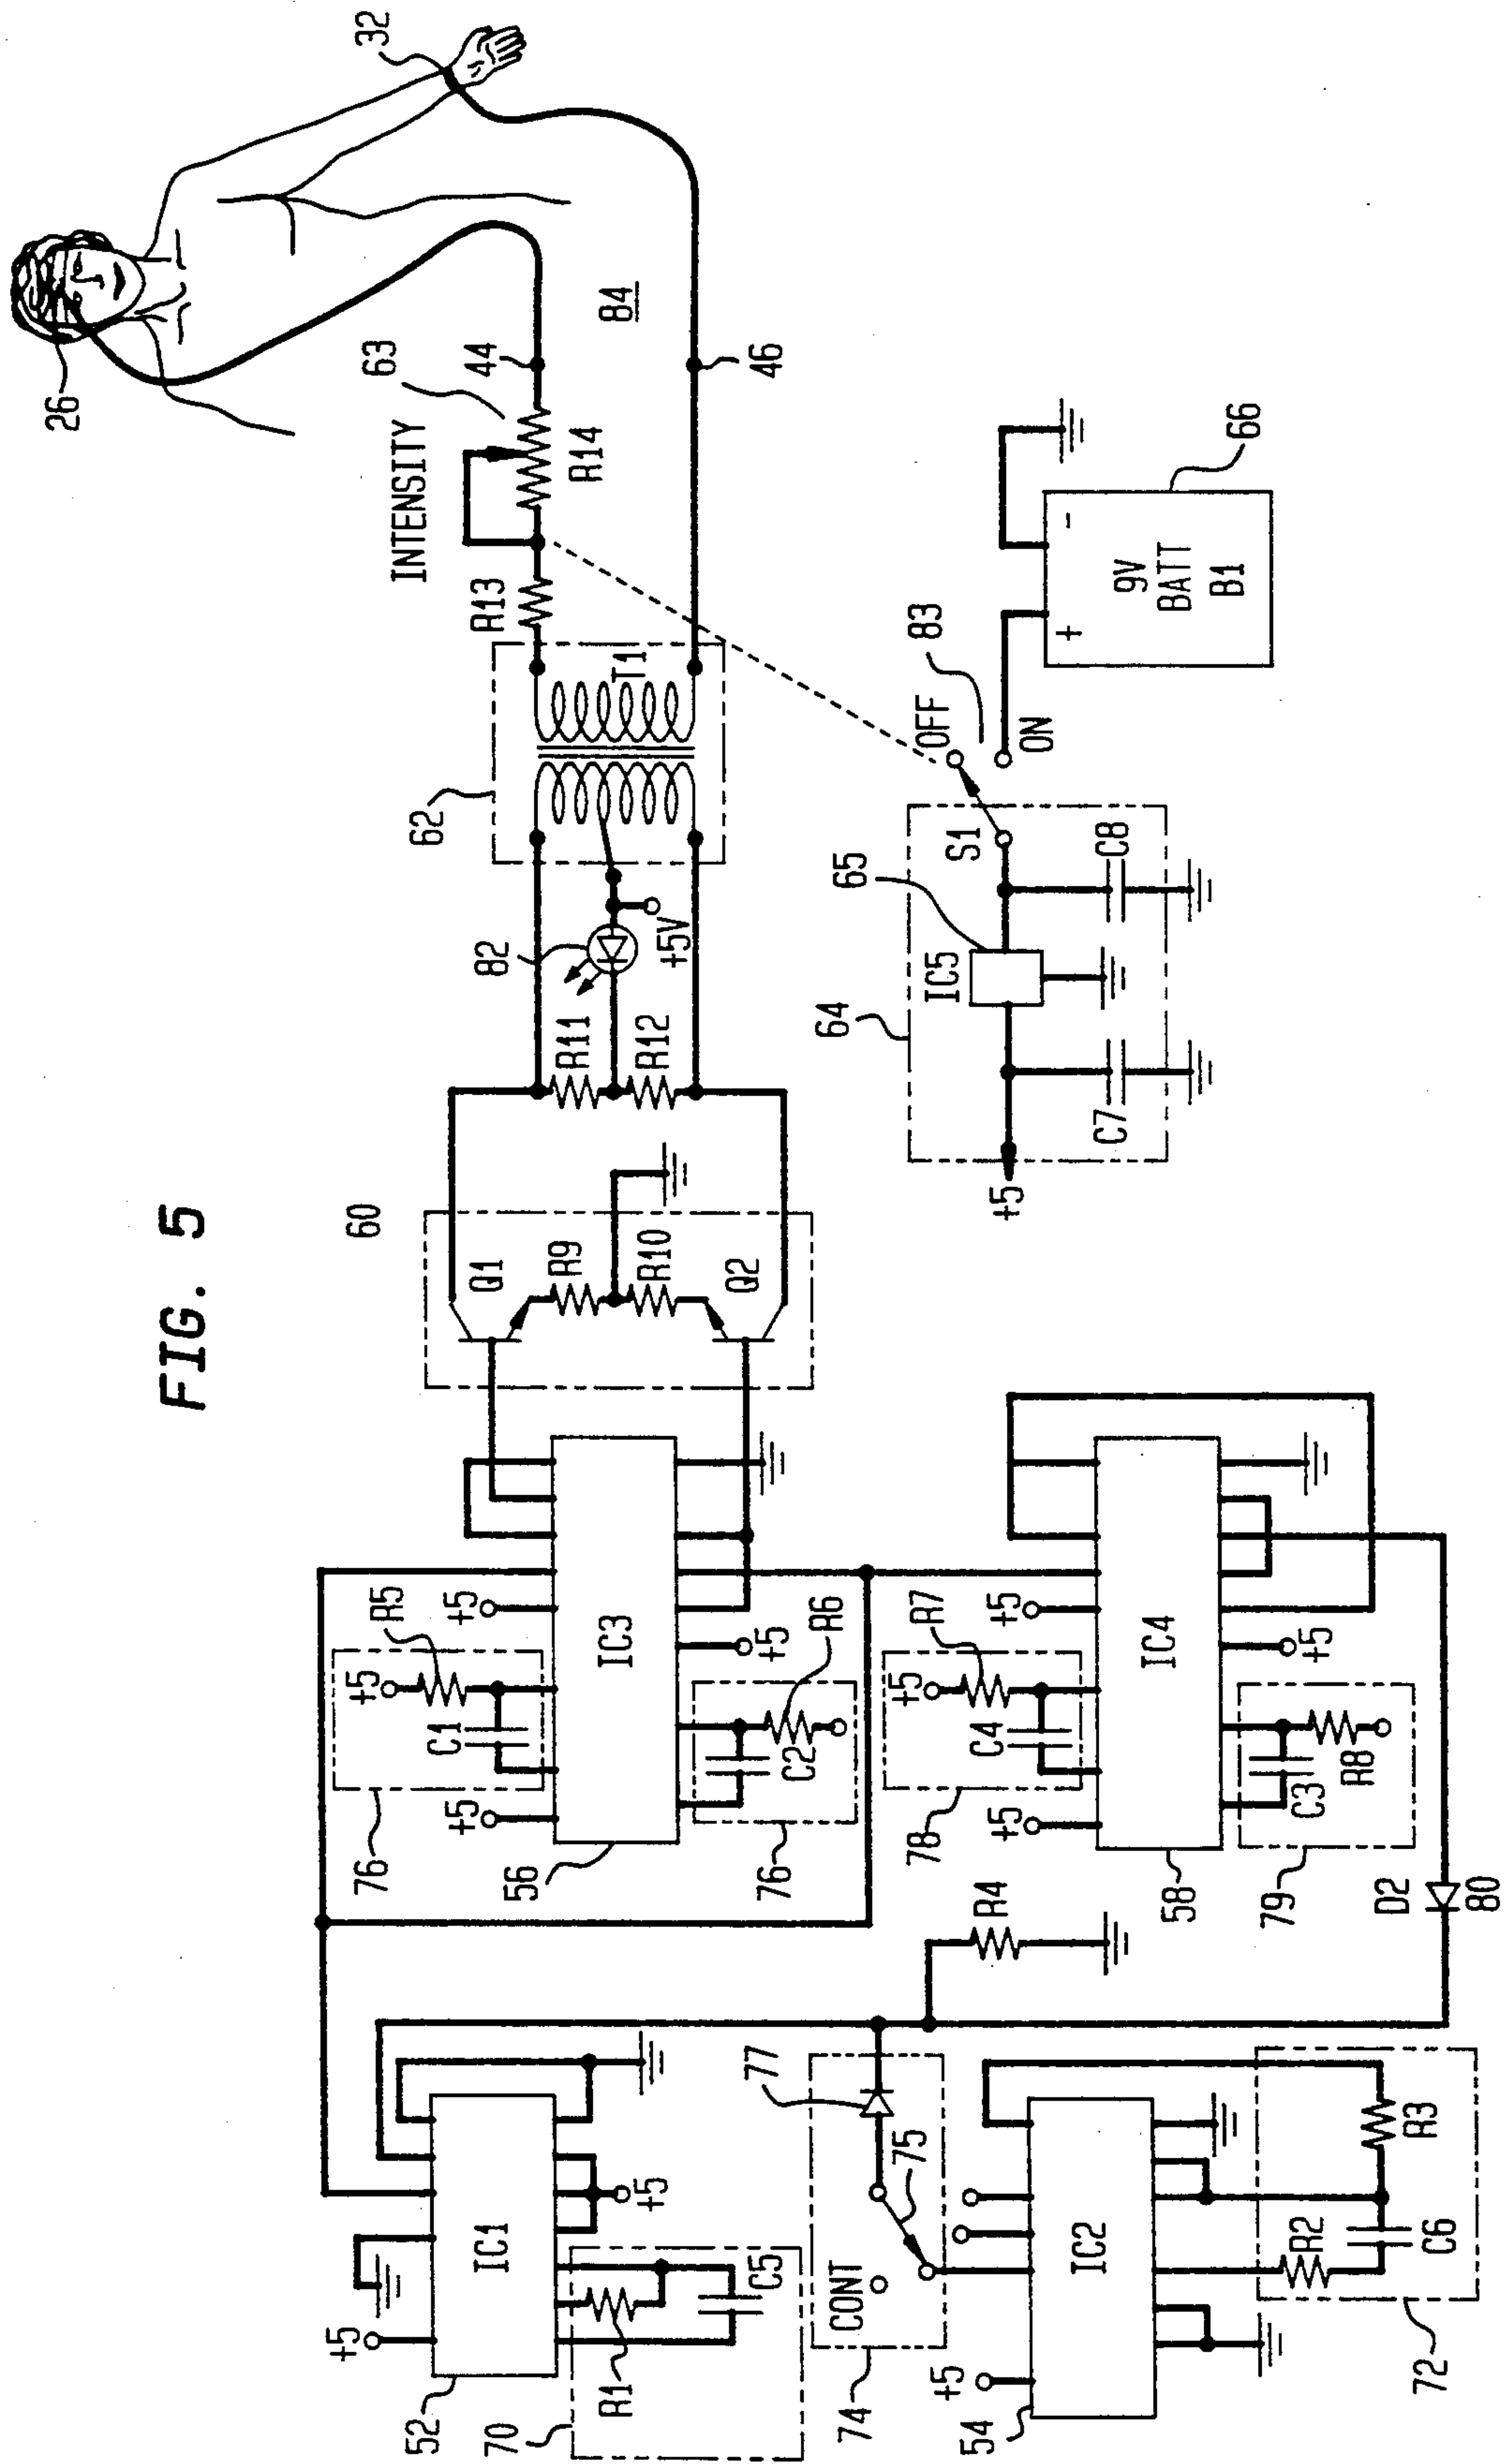 FIG. 5
26
32
INTENSITY
63
44
R13
R14
84
46
62
T1
82
+5V
R11
R12
60
Q1
R9
R10
Q2
+5
R5
C1
76
+5
+5
IC3
56
+5
R6
C2
76
+5
R7
C4
78
+5
+5
IC4
58
+5
R8
C3
79
D2
80
R4
+5
IC1
52
+5
R1
C5
70
77
75
CONT
74
+5
IC2
54
R2
R3
C6
72
64
65
IC5
S1
C7
C8
+5
OFF
ON
83
+
-
9V
BATT
B1
66